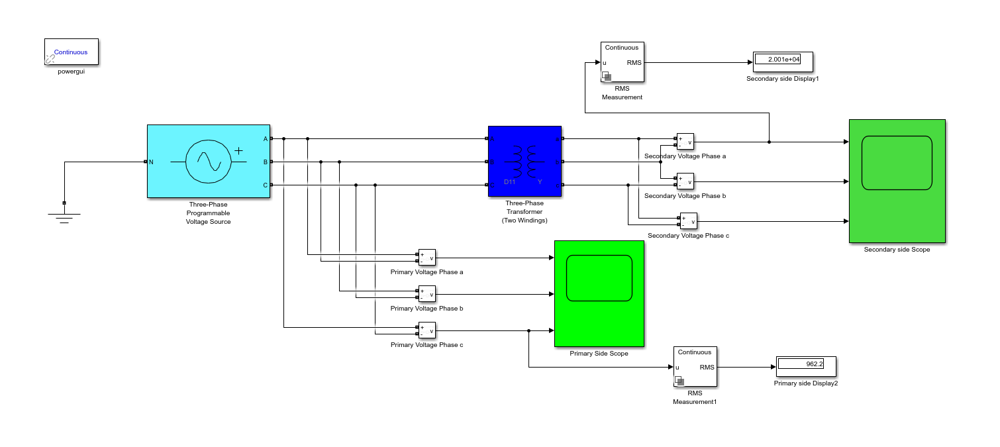 Continuous
powergui
Continuous
u
RMS
RMS
Measurement
2.001e+04
Secondary side Display1
N
A
B
C
Three-Phase
Programmable
Voltage Source
A
B
C
D11
Y
a
b
c
Three-Phase
Transformer
(Two Windings)
+
-
v
Secondary Voltage Phase a
+
-
v
Secondary Voltage Phase b
+
-
v
Secondary Voltage Phase c
Secondary side Scope
+
-
v
Primary Voltage Phase a
+
-
v
Primary Voltage Phase b
+
-
v
Primary Voltage Phase c
Primary Side Scope
Continuous
u
RMS
RMS
Measurement1
962.2
Primary side Display2